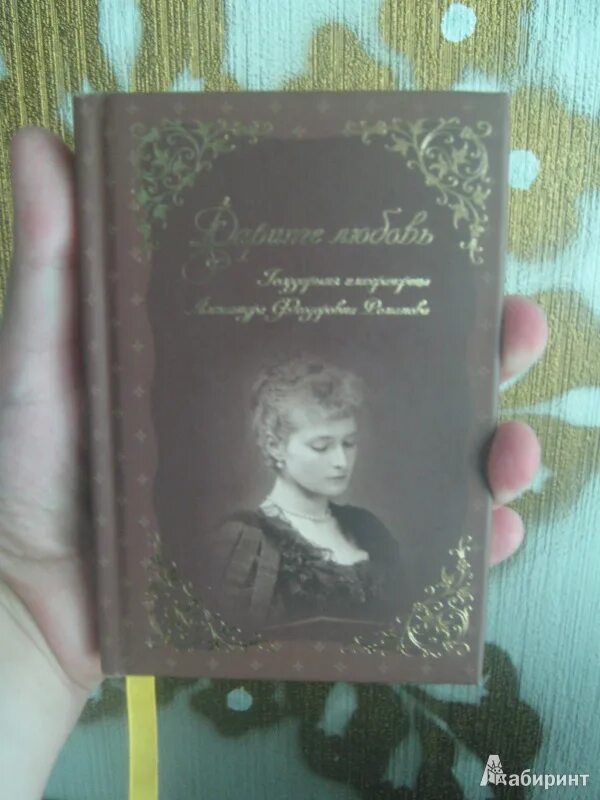 Дарите любовь
Государыня императрица
Александра Феодоровна Романова
Лабиринт